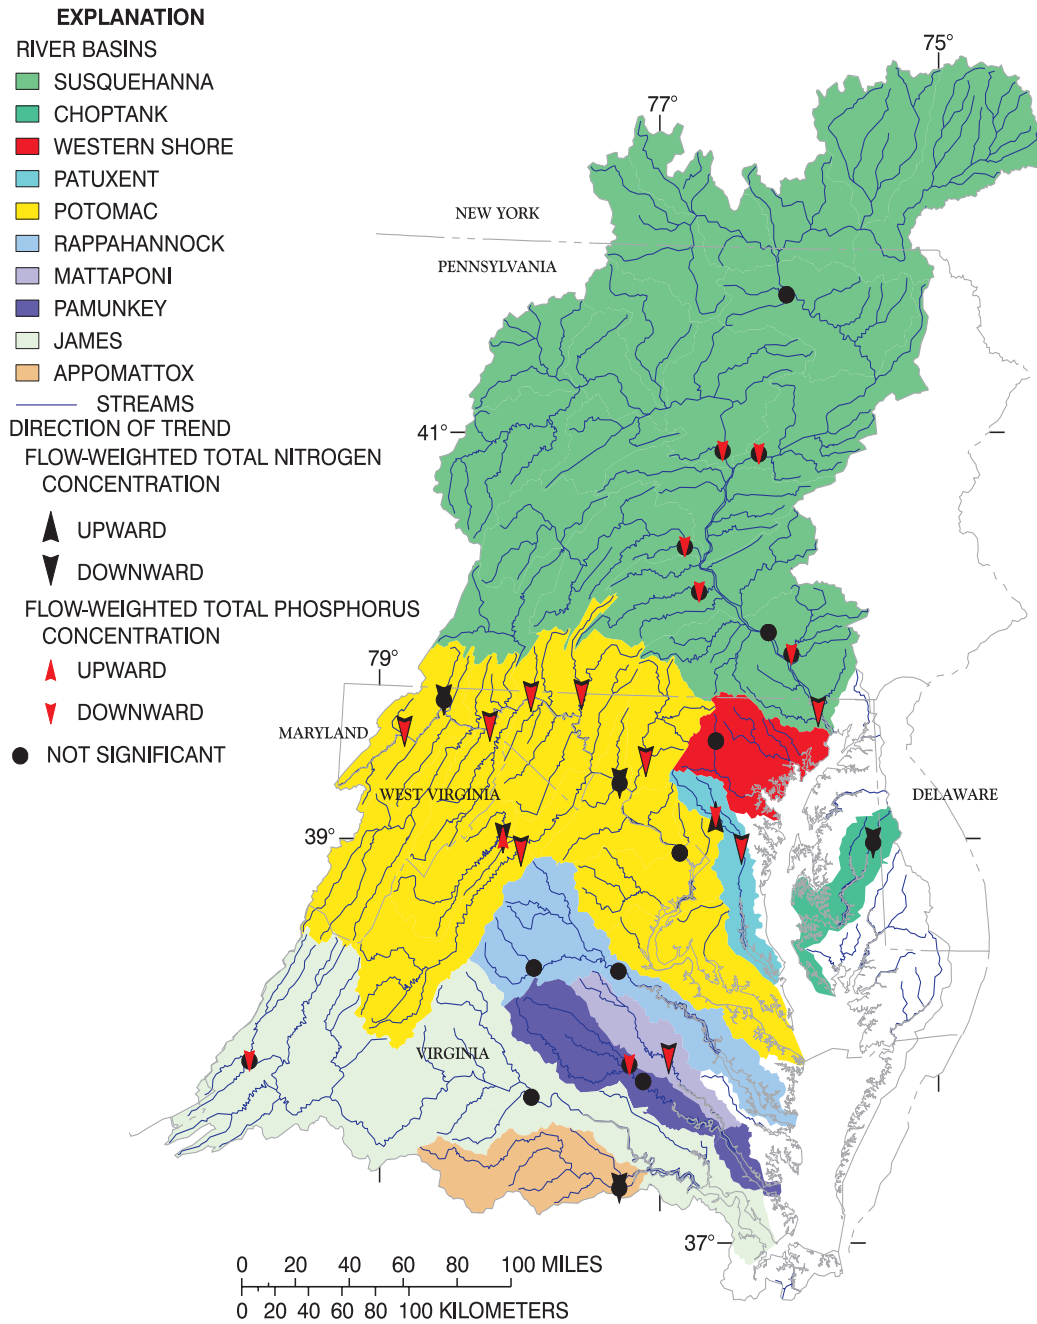 EXPLANATION
RIVER BASINS
SUSQUEHANNA
CHOPTANK
WESTERN SHORE
PATUXENT
POTOMAC
RAPPAHANNOCK
MATTAPONI
PAMUNKEY
JAMES
APPOMATTOX
STREAMS
DIRECTION OF TREND
FLOW-WEIGHTED TOTAL NITROGEN
CONCENTRATION
UPWARD
DOWNWARD
FLOW-WEIGHTED TOTAL PHOSPHORUS
CONCENTRATION
UPWARD
DOWNWARD
NOT SIGNIFICANT
75°
77°
NEW YORK
PENNSYLVANIA
41°
79°
MARYLAND
WEST VIRGINIA
DELAWARE
39°
VIRGINIA
37°
0 20 40 60 80 100 MILES
0 20 40 60 80 100 KILOMETERS